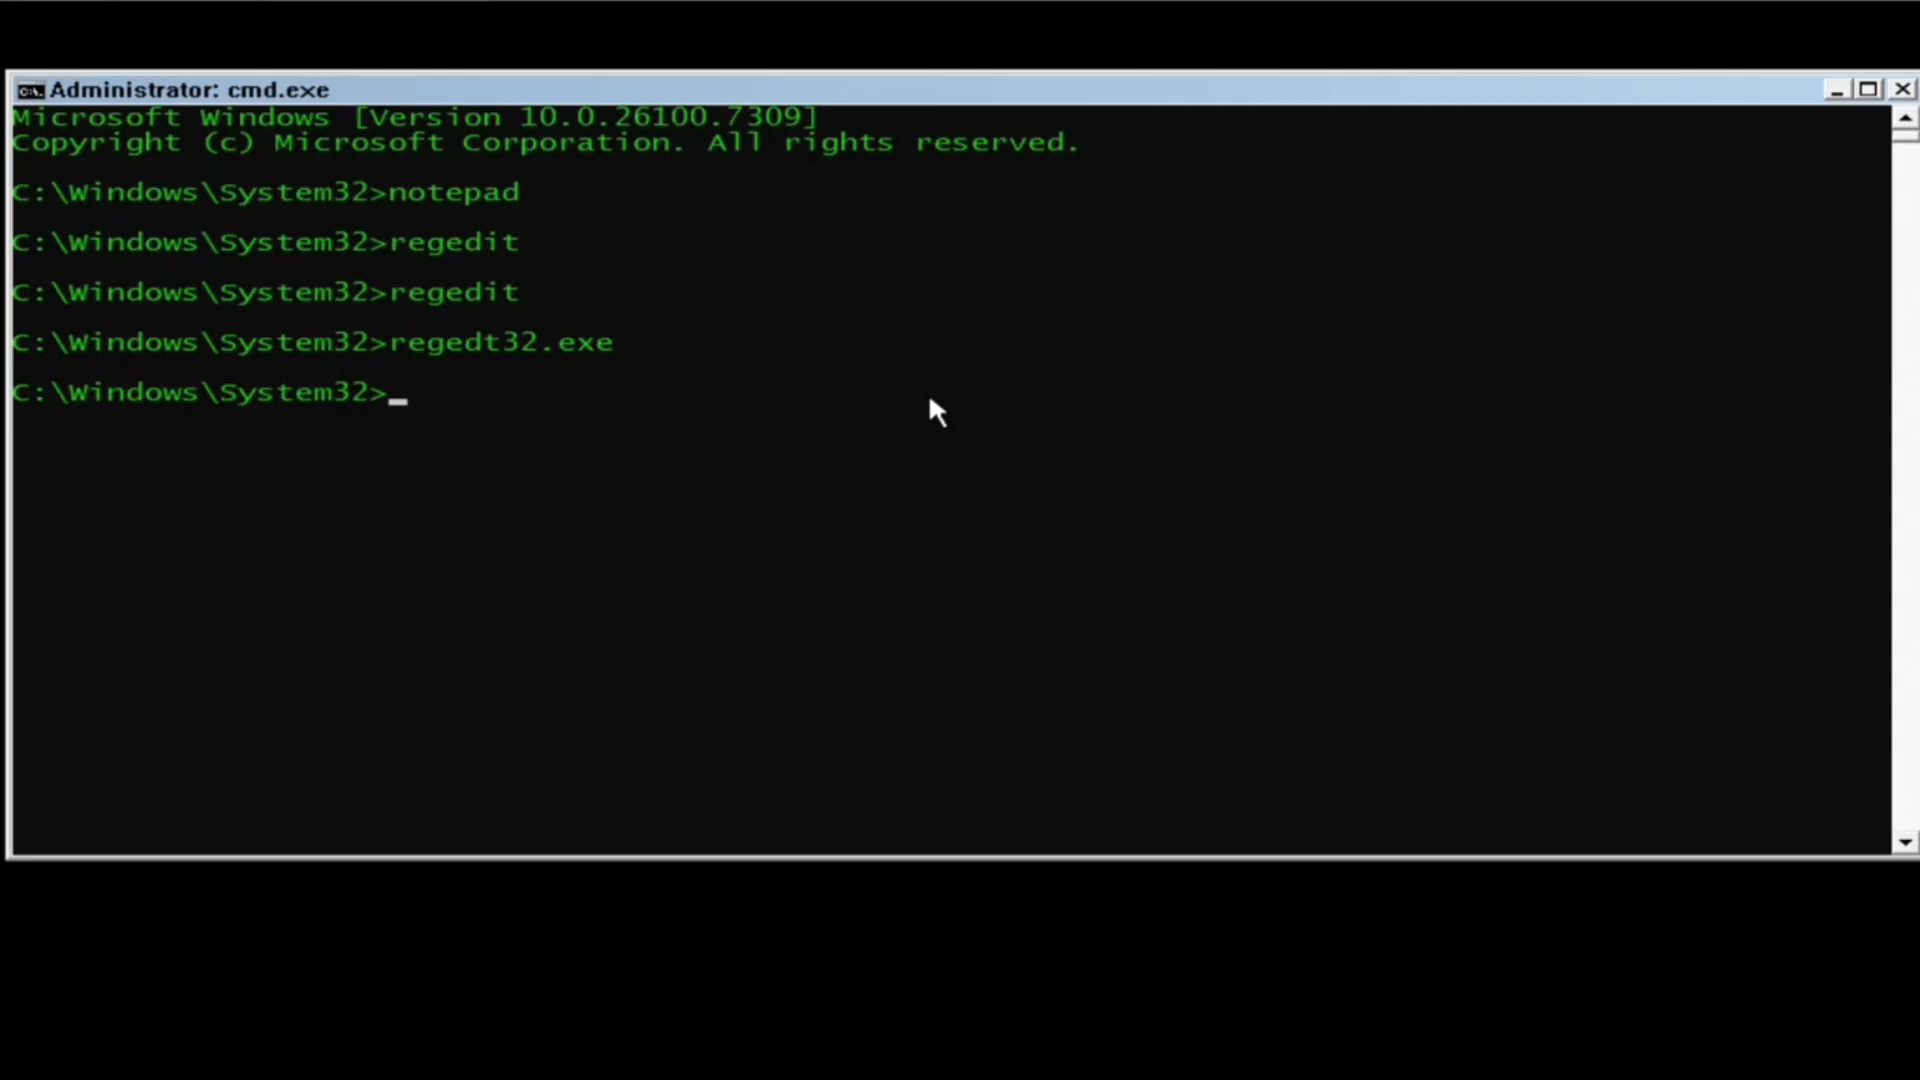 Administrator: cmd.exe
Microsoft Windows [Version 10.0.26100.7309]
Copyright (c) Microsoft Corporation. All rights reserved.
C:\Windows\System32>notepad
C:\Windows\System32>regedit
C:\Windows\System32>regedit
C:\Windows\System32>regedt32.exe
C:\Windows\System32>